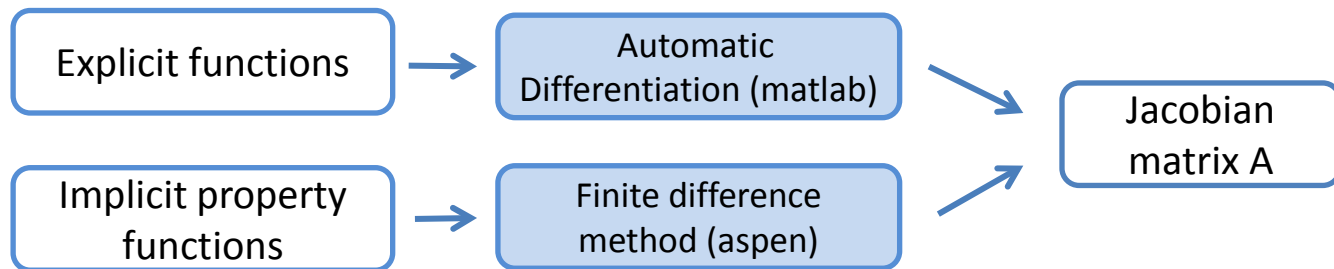 Explicit functions
Automatic
Differentiation (matlab)
Jacobian
matrix A
Implicit property
functions
Finite difference
method (aspen)